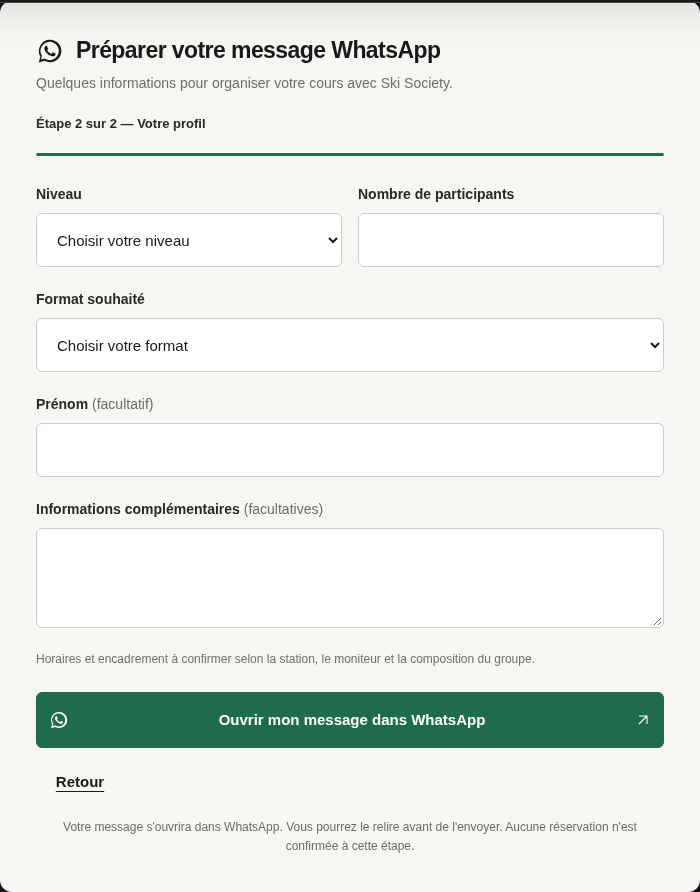 Préparer votre message WhatsApp
Quelques informations pour organiser votre cours avec Ski Society.
Étape 2 sur 2 — Votre profil
Niveau
Nombre de participants
Choisir votre niveau
Format souhaité
Choisir votre format
Prénom (facultatif)
Informations complémentaires (facultatives)
Horaires et encadrement à confirmer selon la station, le moniteur et la composition du groupe.
Ouvrir mon message dans WhatsApp
Retour
Votre message s'ouvrira dans WhatsApp. Vous pourrez le relire avant de l'envoyer. Aucune réservation n'est
confirmée à cette étape.